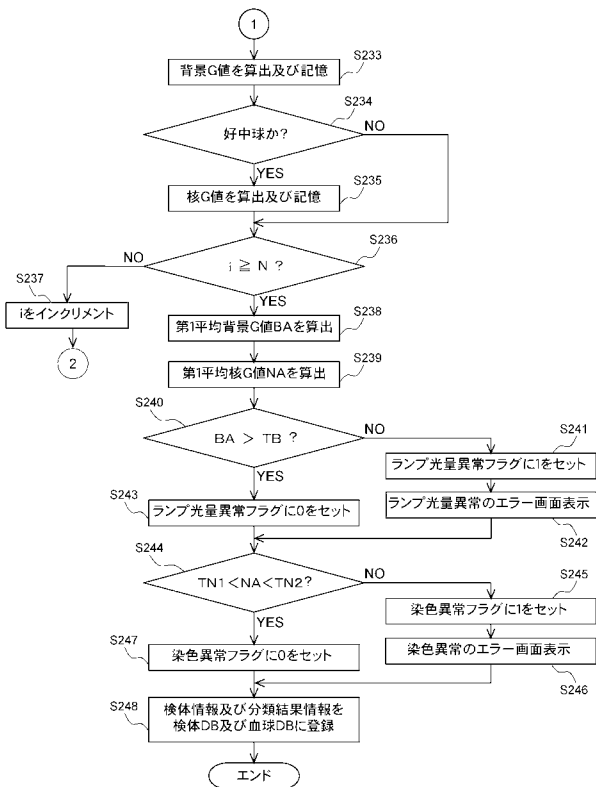 1
S233
背景G値を算出及び記憶
S234
好中球か?
NO
YES
S235
核G値を算出及び記憶
S236
i ≧ N ?
NO
S237
iをインクリメント
2
YES
S238
第1平均背景G値BAを算出
S239
第1平均核G値NAを算出
S240
BA > TB ?
NO
S241
ランプ光量異常フラグに1をセット
YES
S243
ランプ光量異常フラグに0をセット
ランプ光量異常のエラー画面表示
S242
S244
TN1<NA<TN2?
NO
S245
染色異常フラグに1をセット
YES
S247
染色異常フラグに0をセット
染色異常のエラー画面表示
S246
S248
検体情報及び分類結果情報を
検体DB及び血球DBに登録
エンド